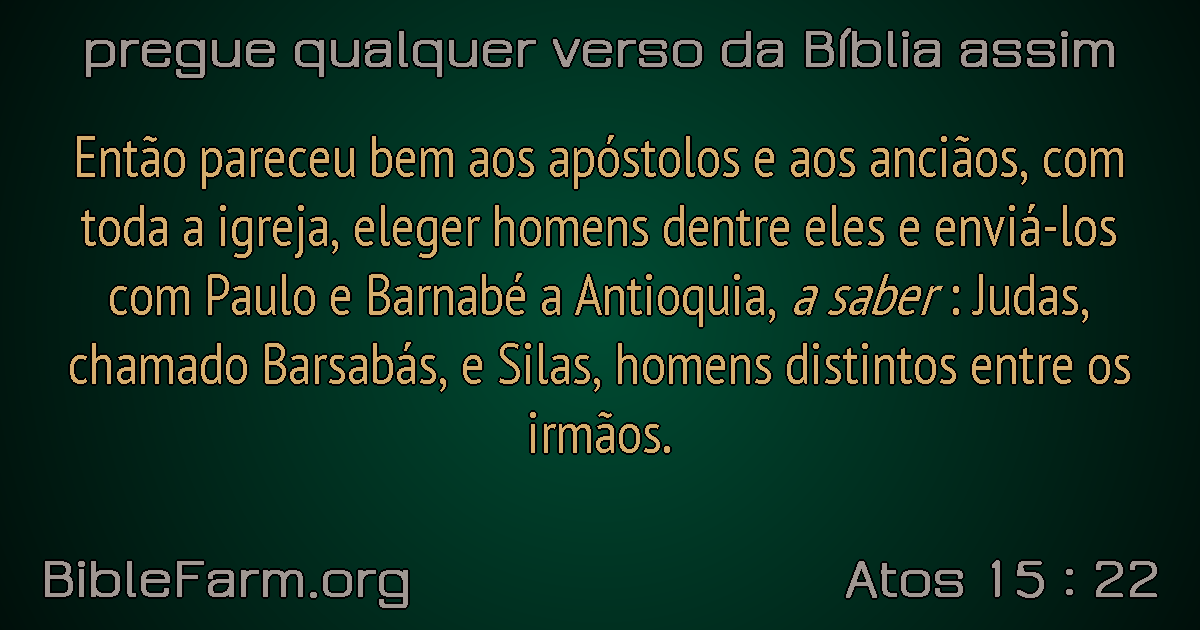 pregue qualquer verso da Bíblia assim
Então pareceu bem aos apóstolos e aos anciãos, com
toda a igreja, eleger homens dentre eles e enviá-los
com Paulo e Barnabé a Antioquia, a saber : Judas,
chamado Barsabás, e Silas, homens distintos entre os
irmãos.
BibleFarm.org
Atos 15 : 22